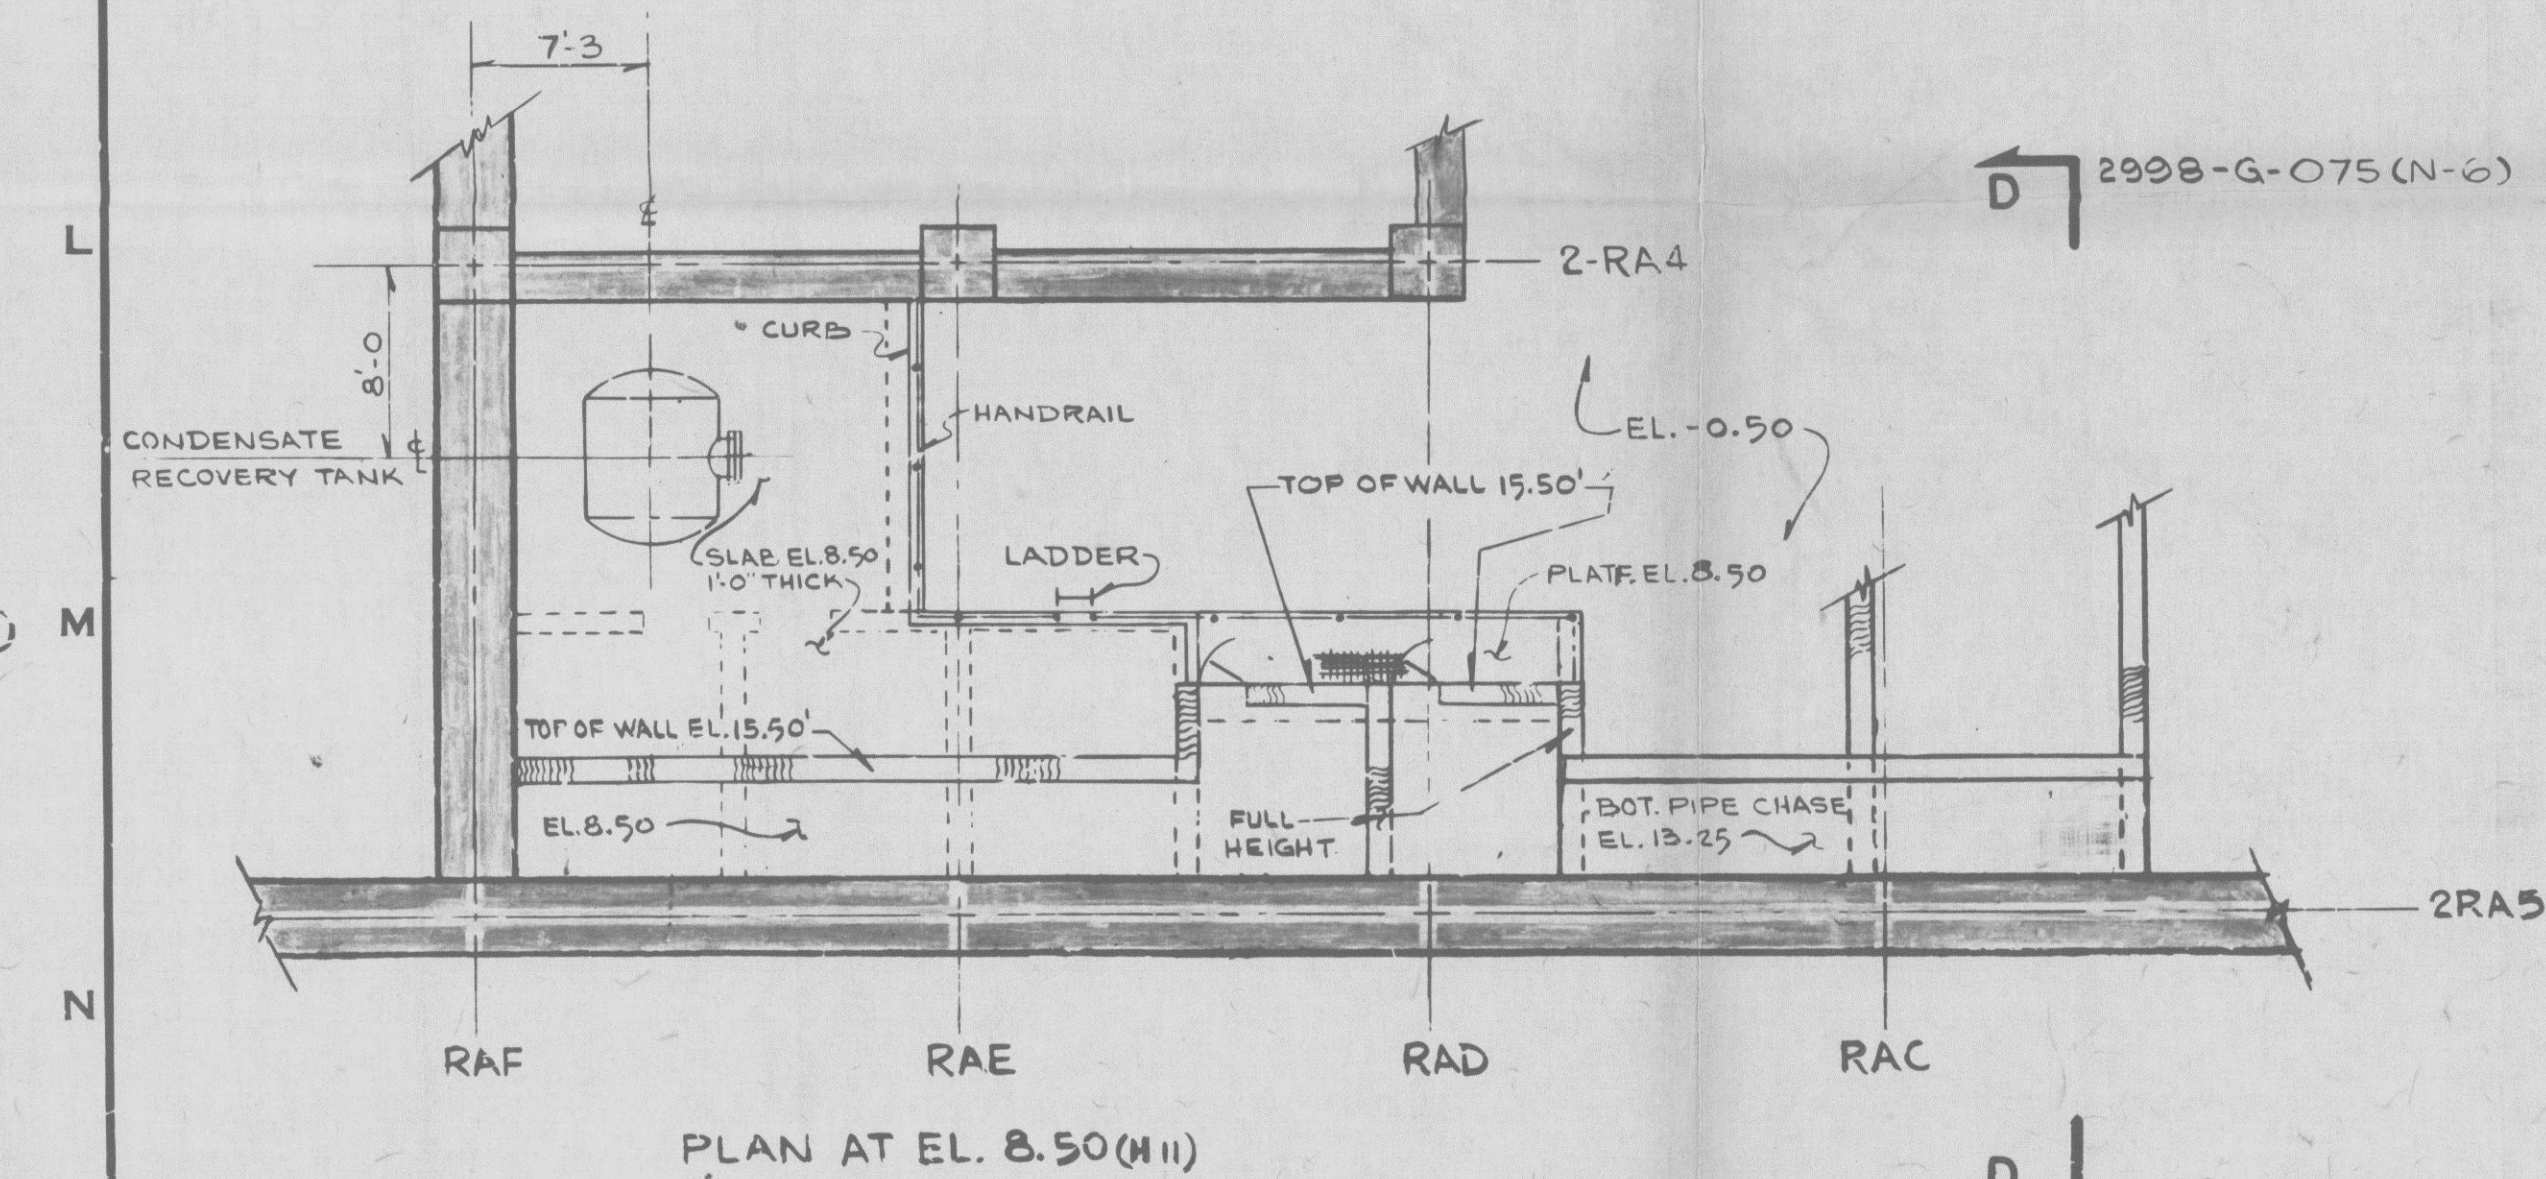 7'-3
D
2998-G-075(N-6)
L
℄
2-RA4
CURB
8'-0
HANDRAIL
EL.-0.50
CONDENSATE
RECOVERY TANK
℄
TOP OF WALL 15.50'
SLAB EL.8.50
1'-0" THICK
LADDER
PLATF. EL.8.50
M
TOP OF WALL EL.15.50'
EL.8.50
FULL
HEIGHT
BOT. PIPE CHASE
EL.13.25
2RA5
N
RAF
RAE
RAD
RAC
PLAN AT EL. 8.50(M11)
D